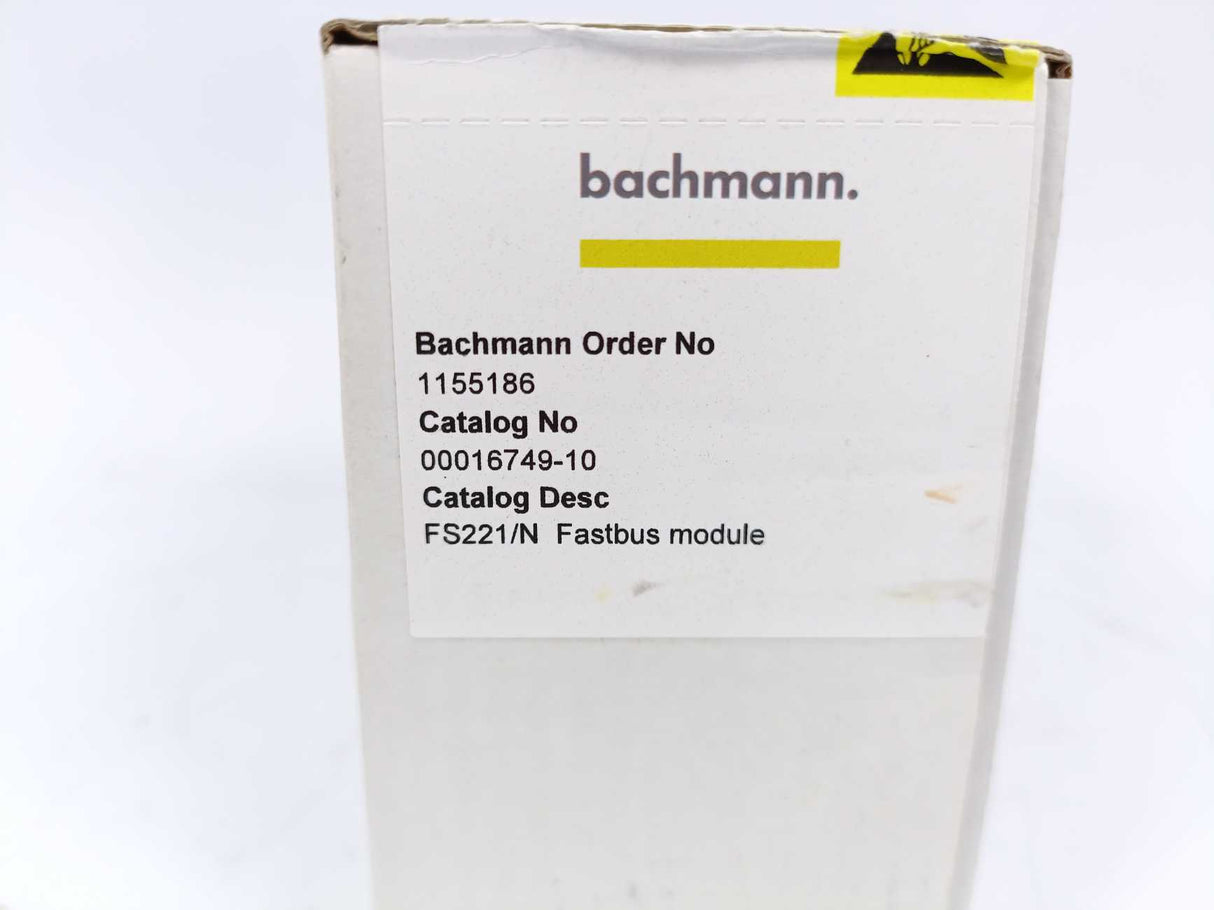 bachmann.
Bachmann Order No
1155186
Catalog No
00016749-10
Catalog Desc
FS221/N Fastbus module